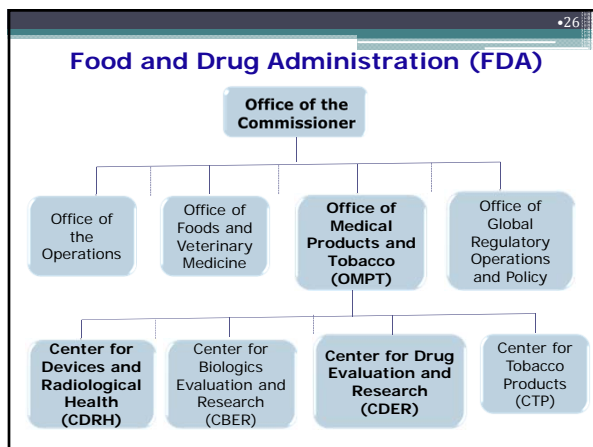 •26
Food and Drug Administration (FDA)
Office of the
Commissioner
Office of
the
Operations
Office of
Foods and
Veterinary
Medicine
Office of
Medical
Products and
Tobacco
(OMPT)
Office of
Global
Regulatory
Operations
and Policy
Center for
Devices and
Radiological
Health
(CDRH)
Center for
Biologics
Evaluation and
Research
(CBER)
Center for Drug
Evaluation and
Research
(CDER)
Center for
Tobacco
Products
(CTP)